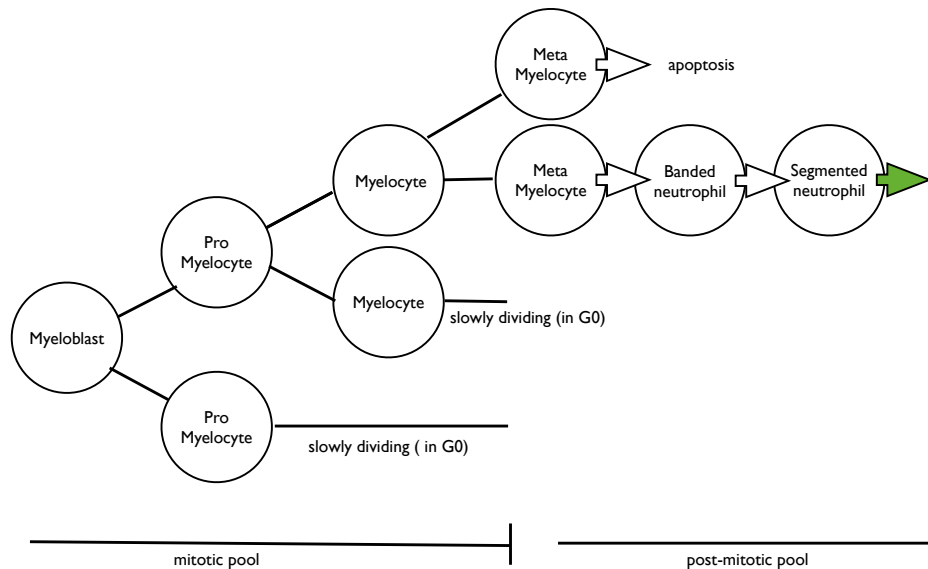 Meta
Myelocyte
apoptosis
Myelocyte
Meta
Myelocyte
Banded
neutrophil
Segmented
neutrophil
Pro
Myelocyte
Myelocyte
slowly dividing (in G0)
Myeloblast
Pro
Myelocyte
slowly dividing ( in G0)
mitotic pool
post-mitotic pool